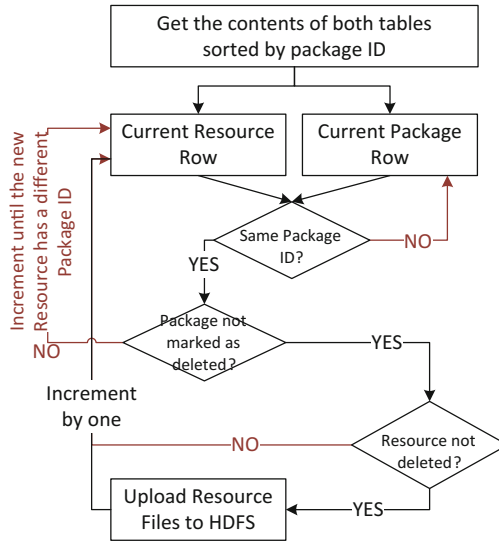 Get the contents of both tables
sorted by package ID
Current Resource
Row
Current Package
Row
Increment until the new
Resource has a different
Package ID
Same Package
ID?
NO
YES
Package not
marked as
deleted?
NO
YES
Increment
by one
NO
Resource not
deleted?
YES
Upload Resource
Files to HDFS